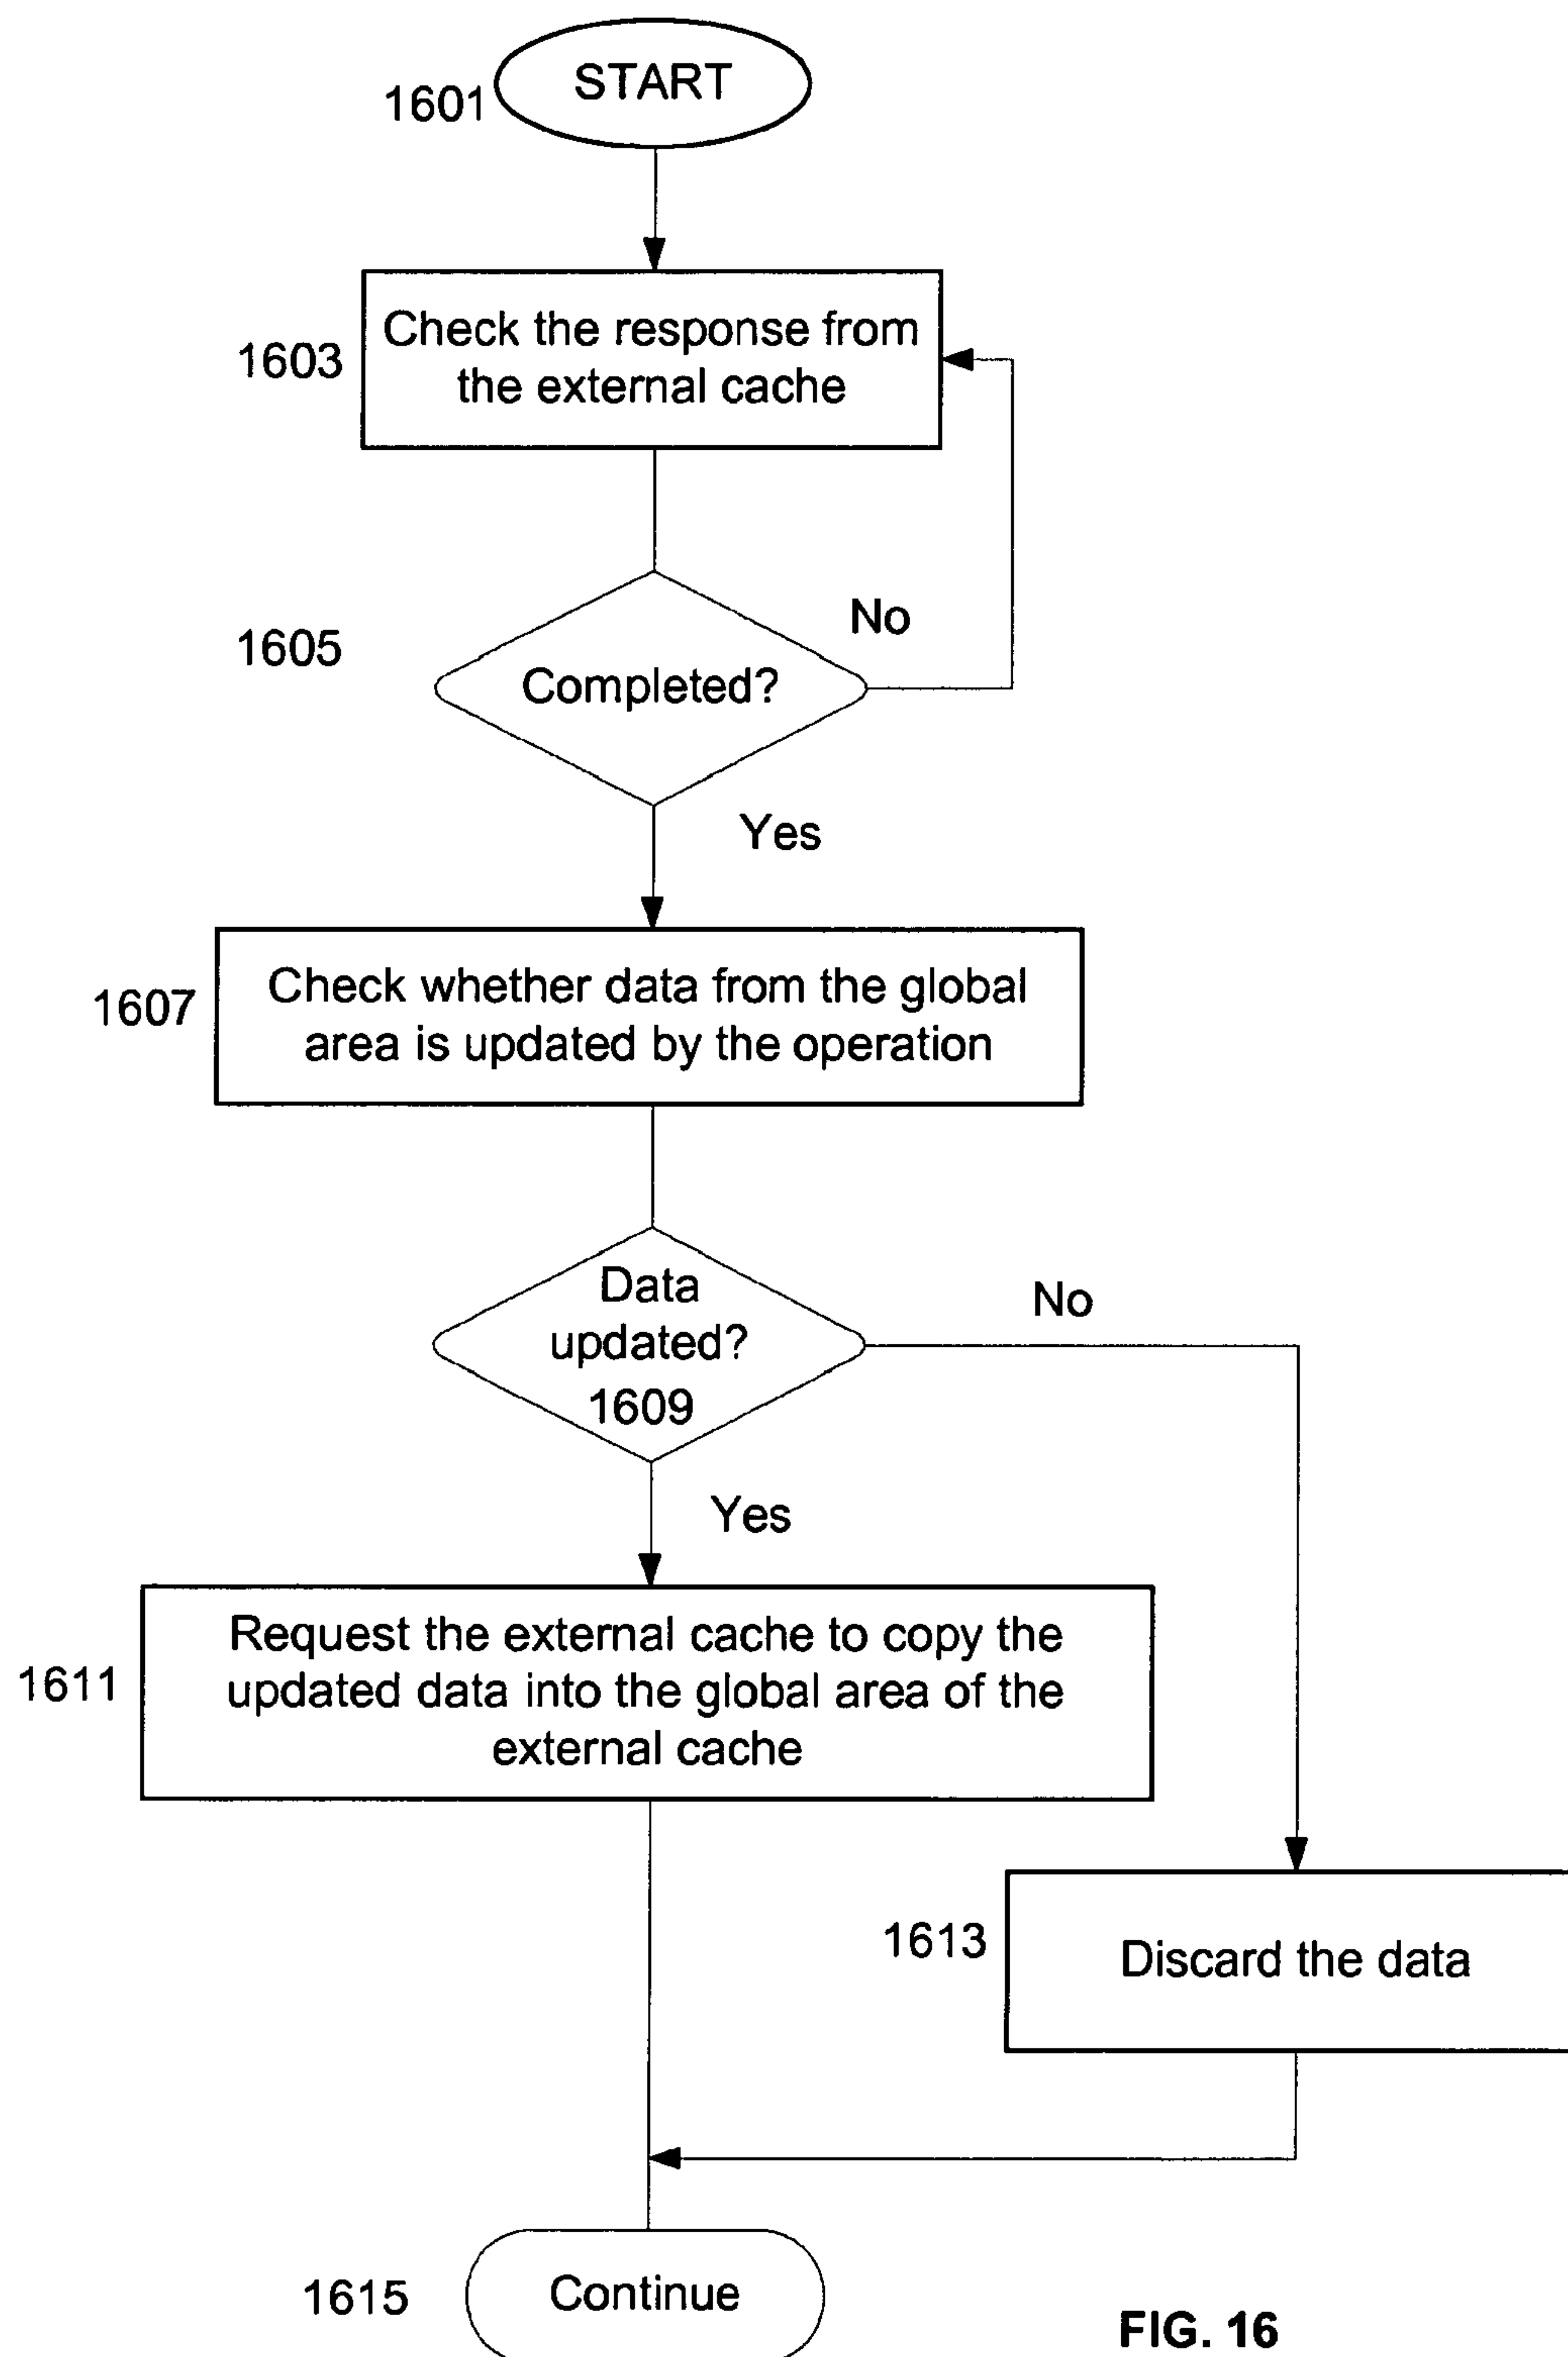 START
1601
Check the response from
the external cache
1603
No
1605
Completed?
Yes
Check whether data from the global
area is updated by the operation
1607
Data
updated?
1609
No
Yes
Request the external cache to copy the
updated data into the global area of the
external cache
1611
1613
Discard the data
1615
Continue
FIG. 16